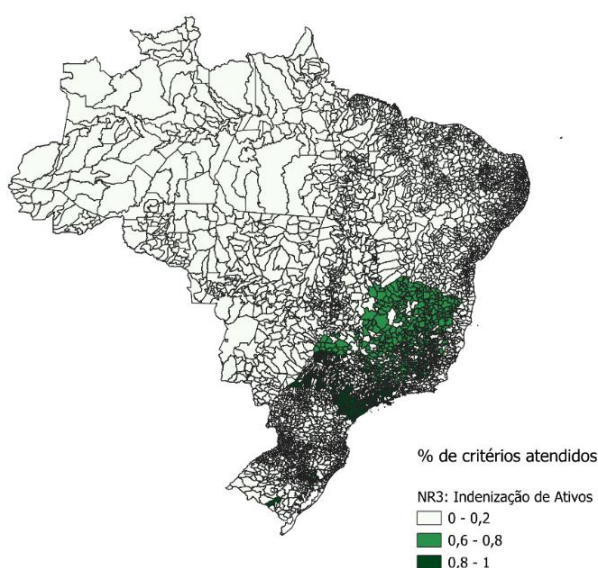 % de critérios atendidos
NR3: Indenização de Ativos
0 - 0,2
0,6 - 0,8
0,8 - 1